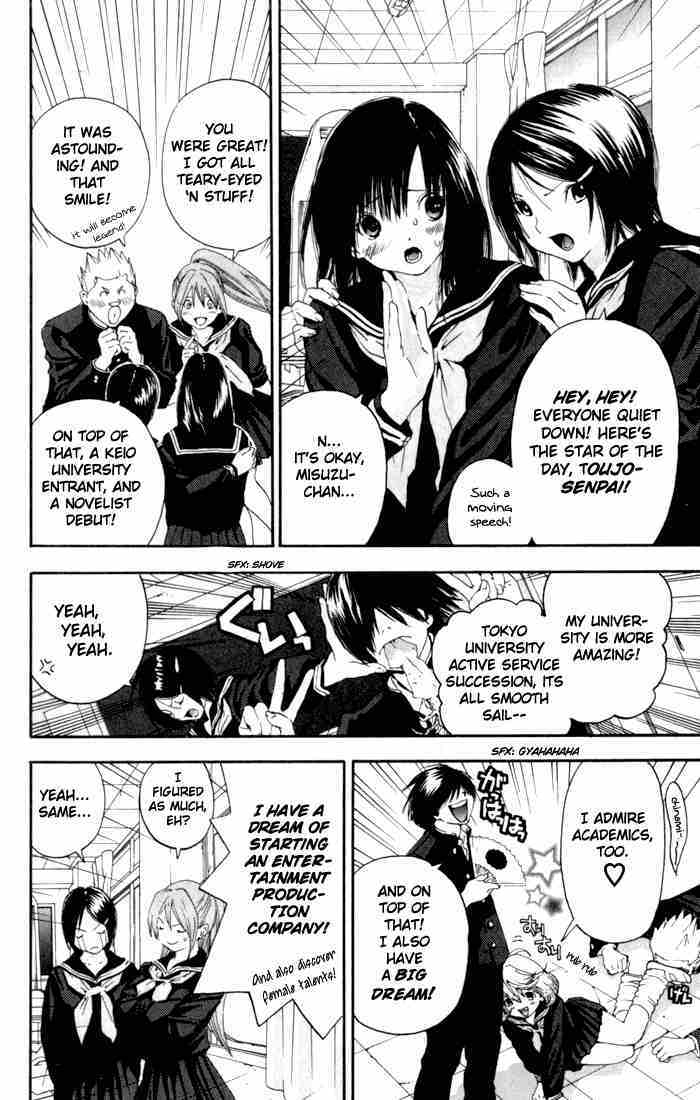 HEY, HEY!
EVERYONE QUIET
DOWN! HERE'S
THE STAR OF THE
DAY, TOUJO-
SENPAI!
Such a
moving
speech!
N...
IT'S OKAY,
MISUZU-
CHAN...
YOU
WERE GREAT!
I GOT ALL
TEARY-EYED
'N STUFF!
IT WAS
ASTOUND-
ING! AND
THAT
SMILE!
It will become
legend!
ON TOP OF
THAT, A KEIO
UNIVERSITY
ENTRANT, AND
A NOVELIST
DEBUT!
SFX: SHOVE
MY UNIVER-
SITY IS MORE
AMAZING!
TOKYO
UNIVERSITY
ACTIVE SERVICE
SUCCESSION, ITS
ALL SMOOTH
SAIL--
ぐいっ
YEAH,
YEAH,
YEAH.
SFX: GYAHAHAHA
I ADMIRE
ACADEMICS,
TOO.
♡
rub rub
AND ON
TOP OF
THAT!
I ALSO
HAVE
A BIG
DREAM!
I HAVE A
DREAM OF
STARTING
AN ENTER-
TAINMENT
PRODUC-
TION
COMPANY!
And also discover
female talents!
I
FIGURED
AS MUCH,
EH?
YEAH...
SAME...